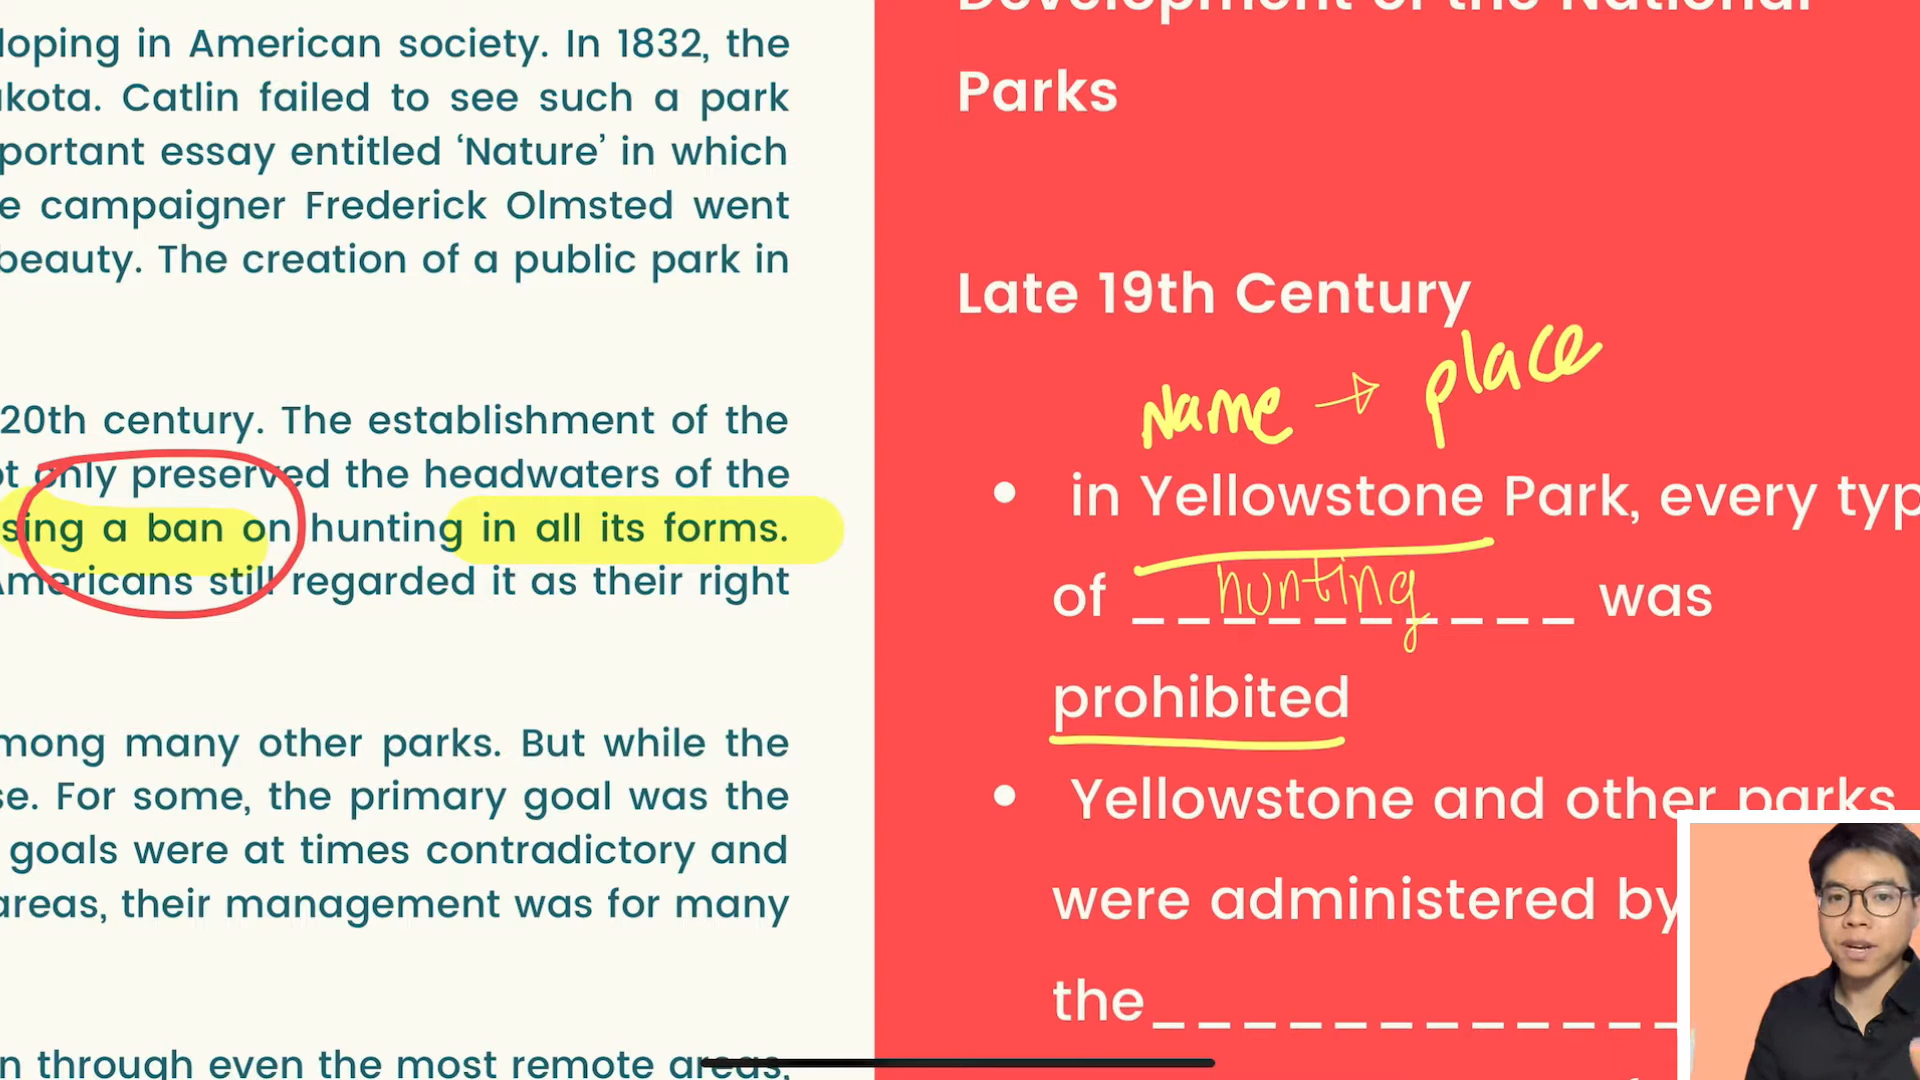 loping in American society. In 1832, the
kota. Catlin failed to see such a park
portant essay entitled ‘Nature’ in which
e campaigner Frederick Olmsted went
beauty. The creation of a public park in
20th century. The establishment of the
only preserved the headwaters of the
sing a ban on hunting in all its forms.
Americans still regarded it as their right
mong many other parks. But while the
se. For some, the primary goal was the
goals were at times contradictory and
areas, their management was for many
n through even the most remote areas,
Development of the National
Parks
Late 19th Century
Name → place
• in Yellowstone Park, every typ
of hunting was
prohibited
• Yellowstone and other parks
were administered by
the_____________